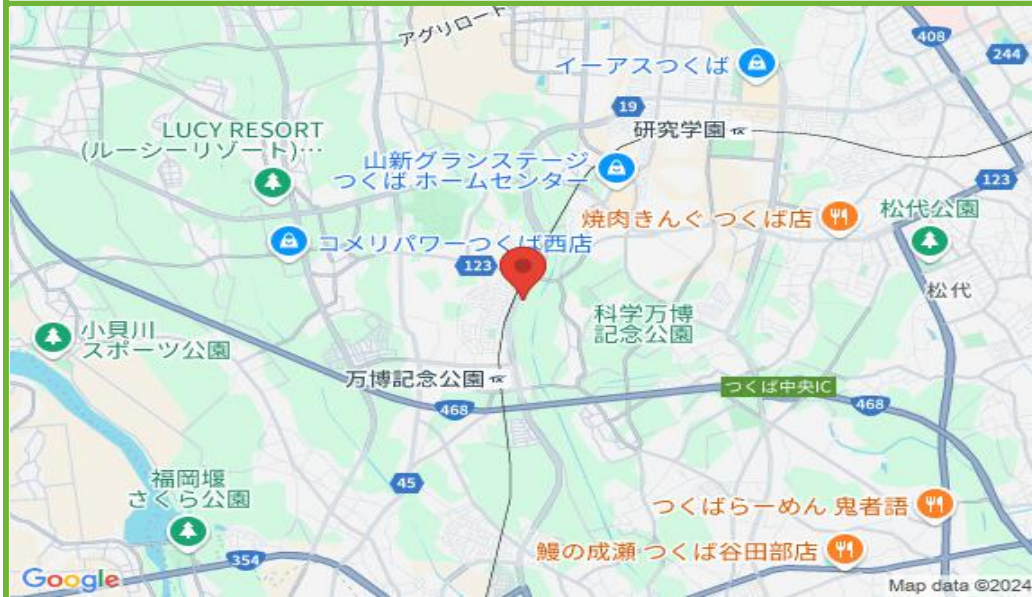 アグリロード
408
244
イーアスつくば
19
研究学園
LUCY RESORT
(ルーシーリゾート)…
山新グランステージ
つくば ホームセンター
123
焼肉きんぐ つくば店
松代公園
コメリパワーつくば西店
123
松代
科学万博
記念公園
小貝川
スポーツ公園
万博記念公園
つくば中央IC
468
468
45
福岡堰
さくら公園
つくばらーめん 鬼者語
鰻の成瀬 つくば谷田部店
354
Google
Map data ©2024